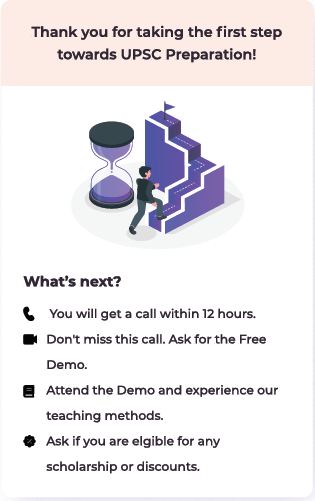 Thank you for taking the first step
towards UPSC Preparation!
What's next?
You will get a call within 12 hours.
Don't miss this call. Ask for the Free
Demo.
Attend the Demo and experience our
teaching methods.
Ask if you are elgible for any
scholarship or discounts.